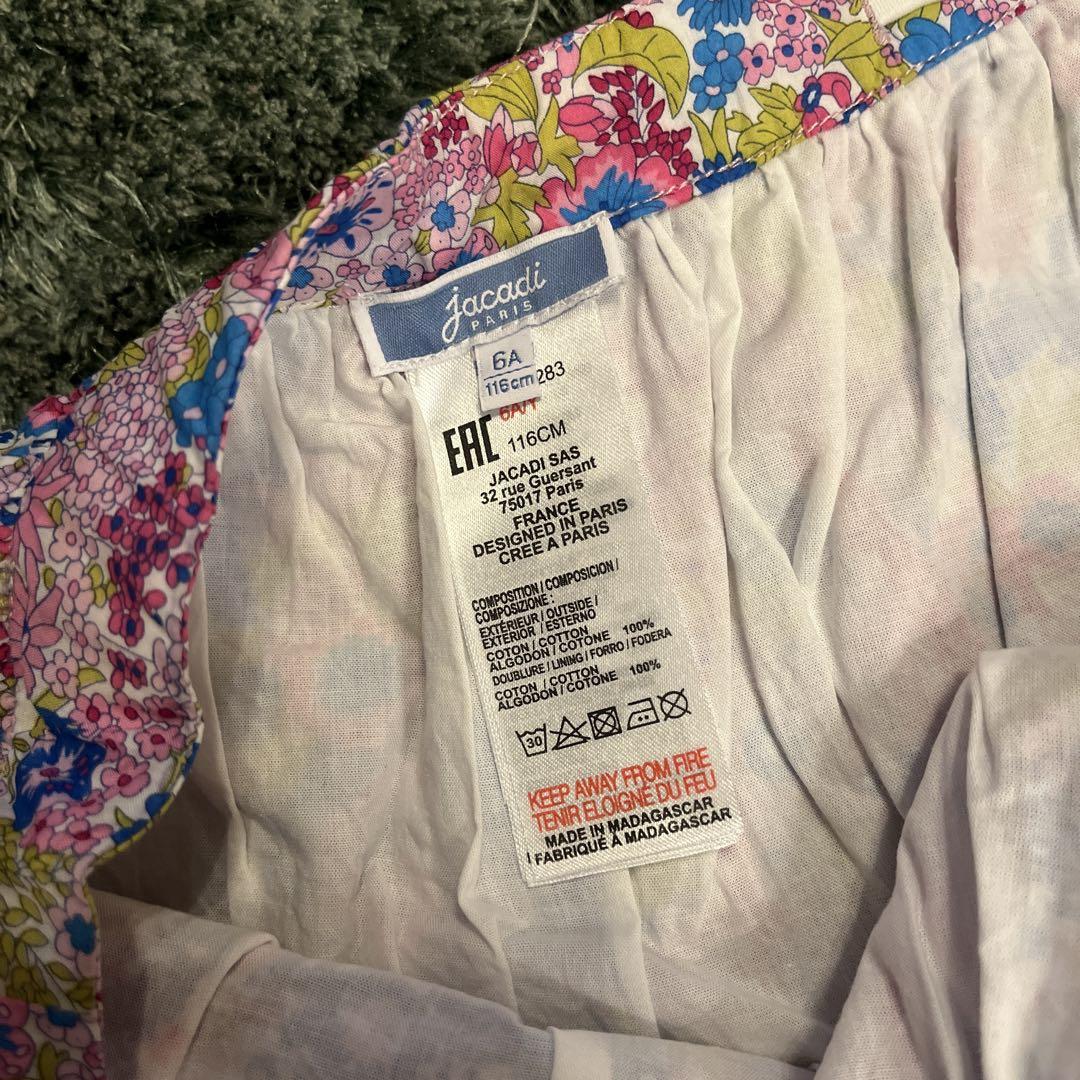 jacadi
PARIS
6A
116cm
283
6A/Y
EAC 116CM
JACADI SAS
32 rue Guersant
75017 Paris
FRANCE
DESIGNED IN PARIS
CREE A PARIS
COMPOSITION / COMPOSICION /
COMPOSIZIONE :
EXTÉRIEUR / OUTSIDE /
EXTERIOR / ESTERNO
COTON / COTTON 100%
ALGODON / COTONE
DOUBLURE / LINING / FORRO / FODERA
COTON / COTTON 100%
ALGODON / COTONE
30
KEEP AWAY FROM FIRE
TENIR ELOIGNÉ DU FEU
MADE IN MADAGASCAR
FABRIQUÉ À MADAGASCAR